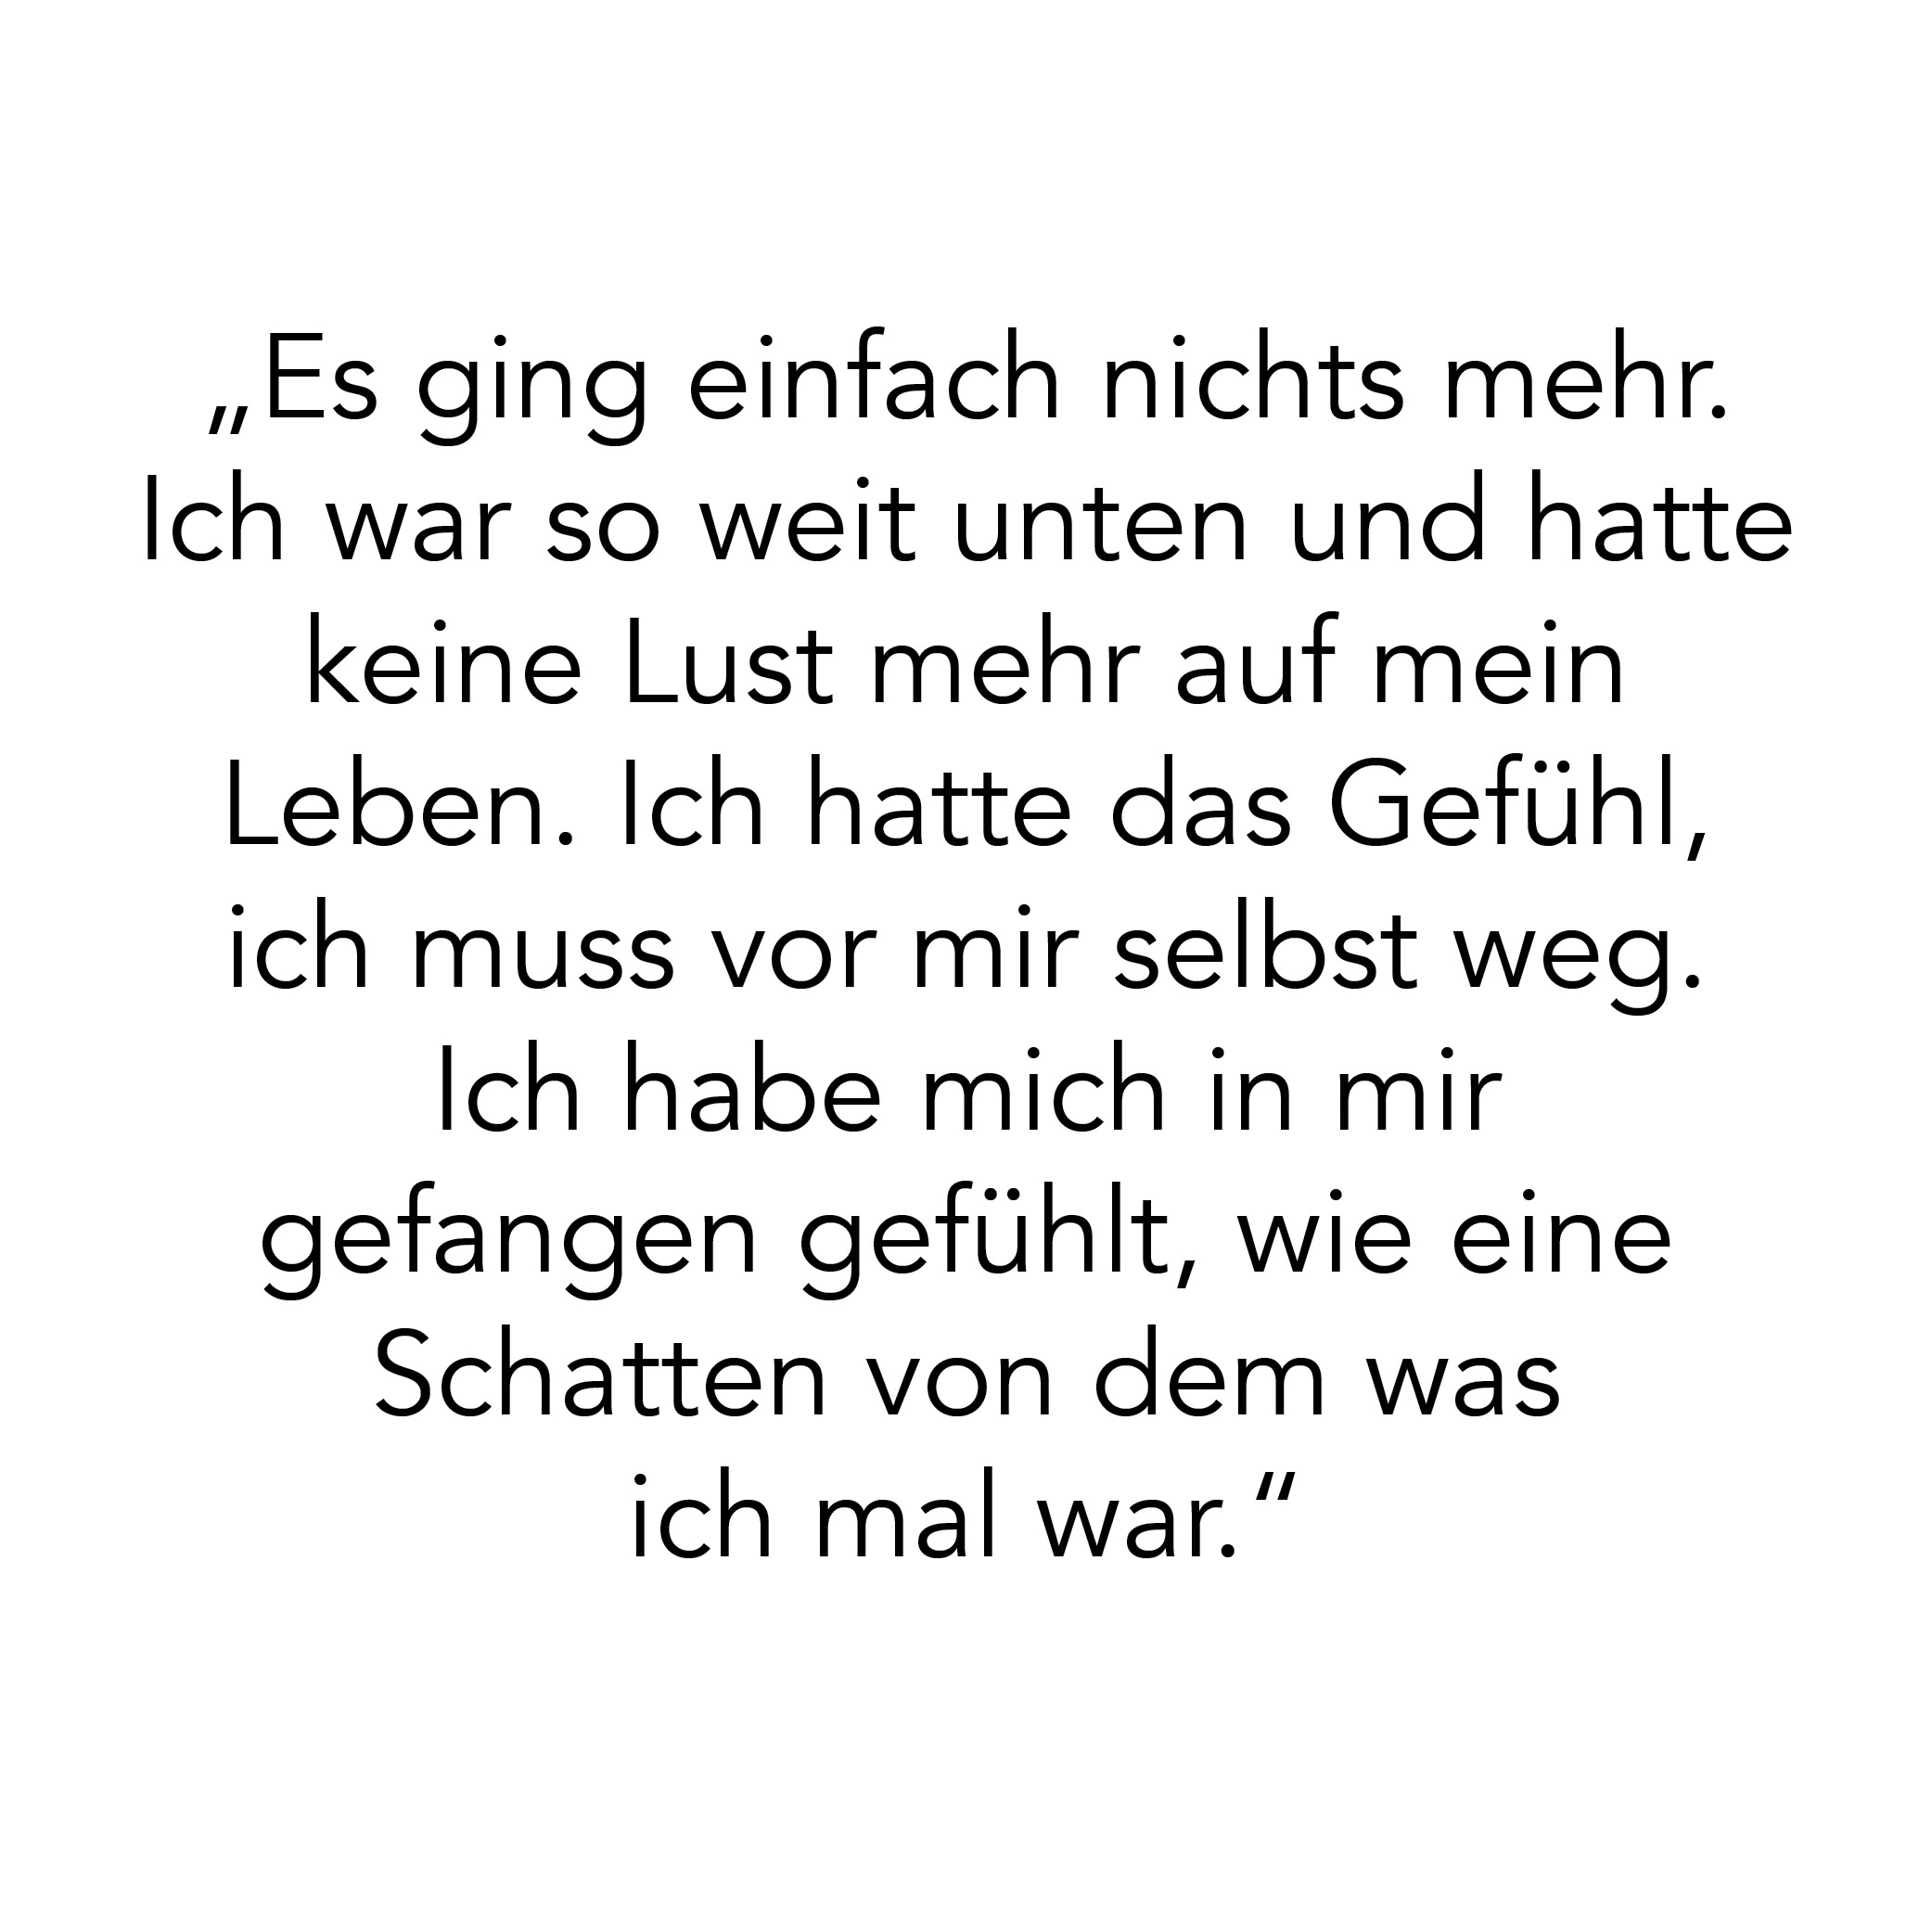 „Es ging einfach nichts mehr.
Ich war so weit unten und hatte
keine Lust mehr auf mein
Leben. Ich hatte das Gefühl,
ich muss vor mir selbst weg.
Ich habe mich in mir
gefangen gefühlt, wie eine
Schatten von dem was
ich mal war.“